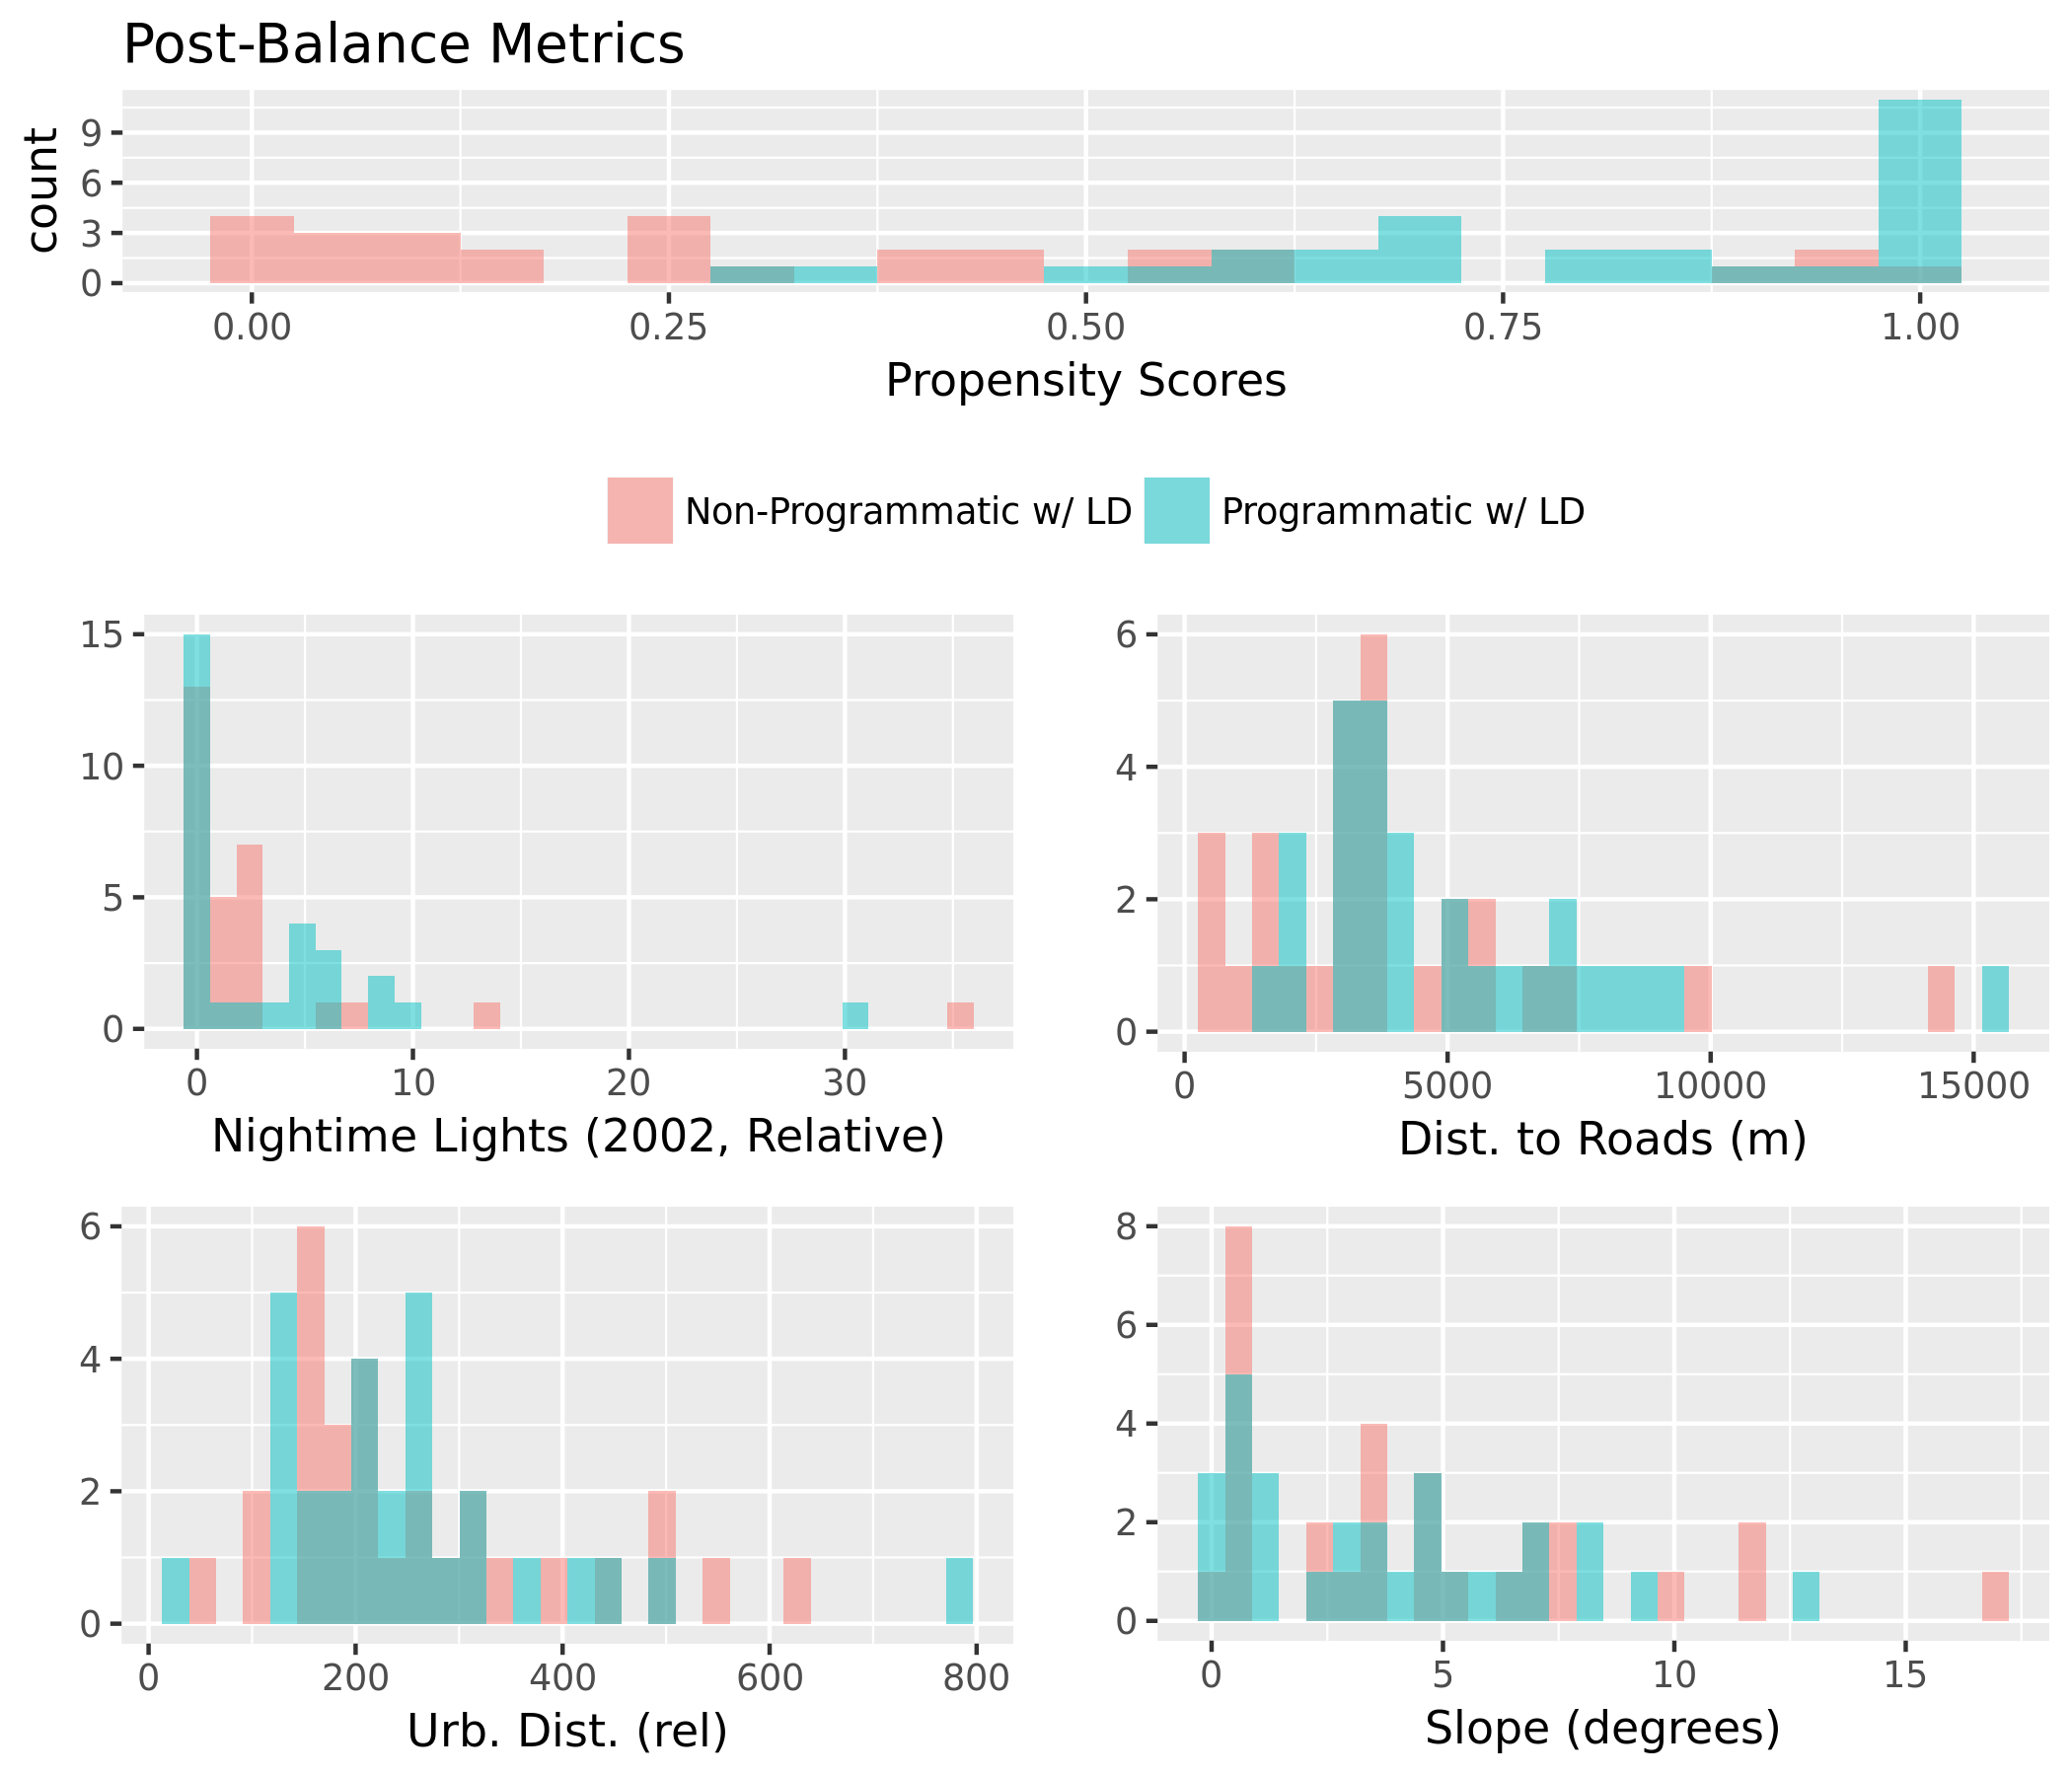 Post-Balance Metrics
count
9
6
3
0
0.00 0.25 0.50 0.75 1.00
Propensity Scores
Non-Programmatic w/ LD Programmatic w/ LD
15
10
5
0
0 10 20 30
Nightime Lights (2002, Relative)
6
4
2
0
0 5000 10000 15000
Dist. to Roads (m)
6
4
2
0
0 200 400 600 800
Urb. Dist. (rel)
8
6
4
2
0
0 5 10 15
Slope (degrees)